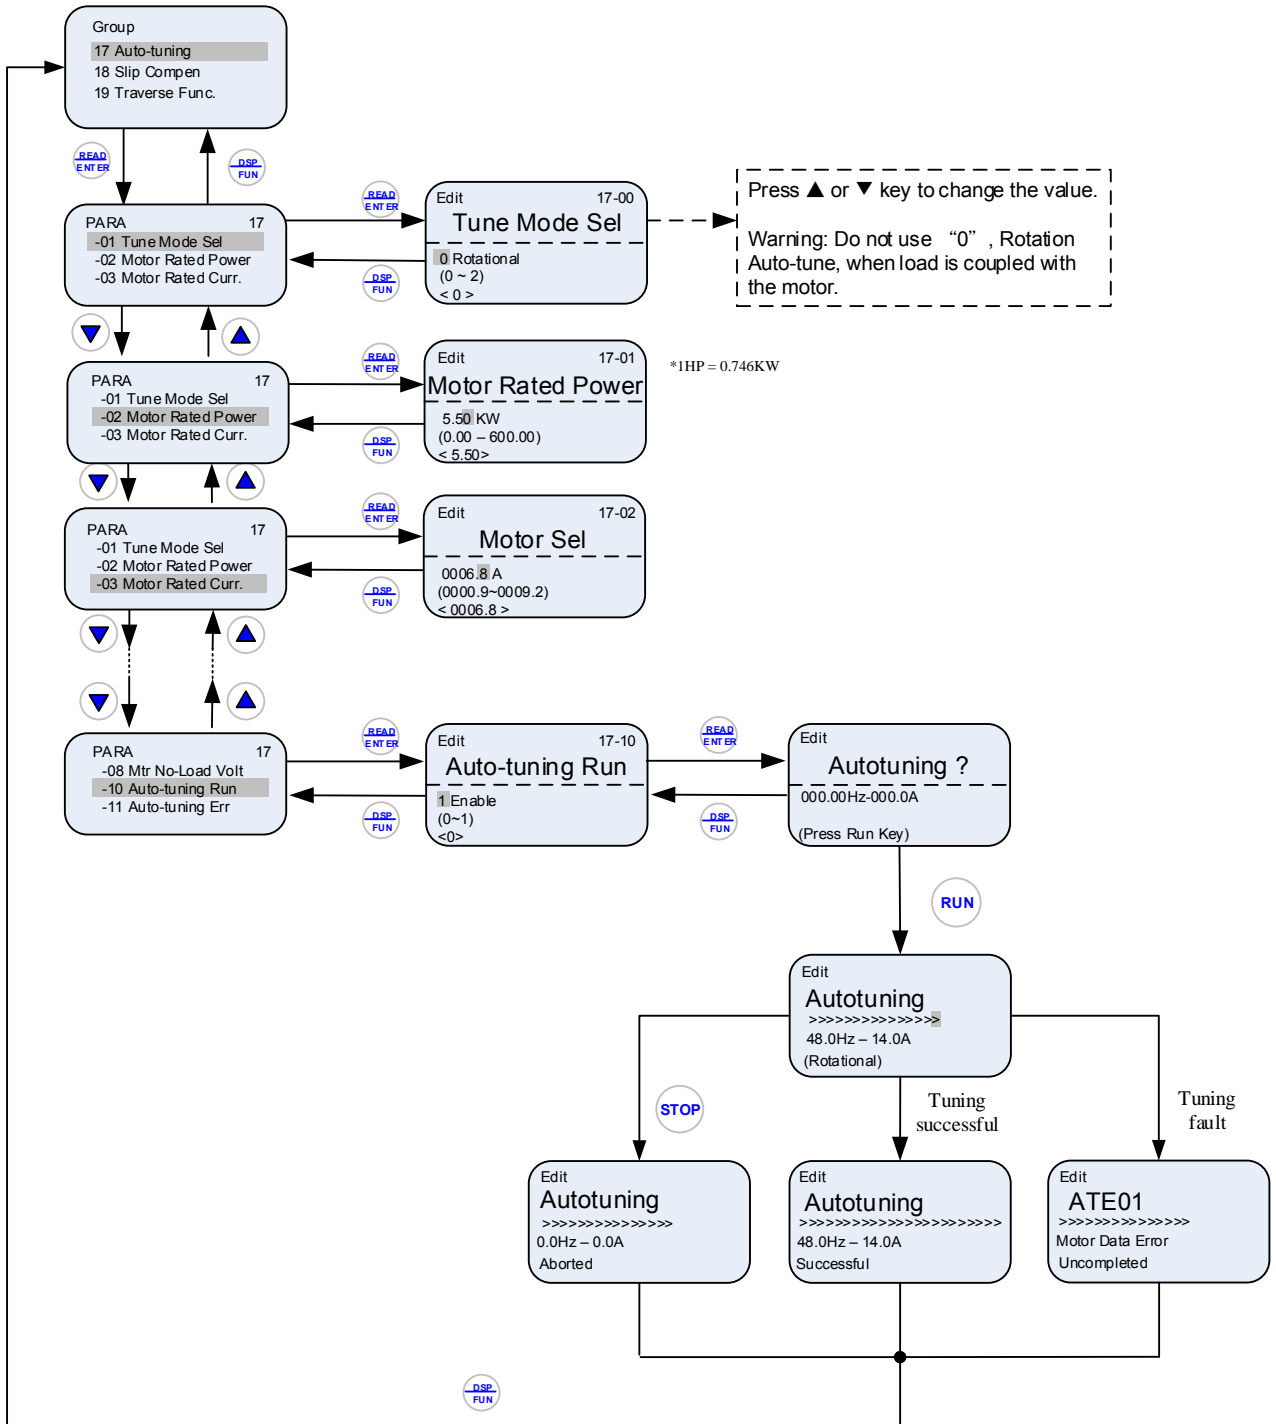 Group
17 Auto-tuning
18 Slip Compen
19 Traverse Func.
READ
ENTER
DSP
FUN
PARA 17
-01 Tune Mode Sel
-02 Motor Rated Power
-03 Motor Rated Curr.
READ
ENTER
DSP
FUN
Edit 17-00
Tune Mode Sel
0 Rotational
(0 ~ 2)
< 0 >
Press ▲ or ▼ key to change the value.
Warning: Do not use “0”, Rotation
Auto-tune, when load is coupled with
the motor.
PARA 17
-01 Tune Mode Sel
-02 Motor Rated Power
-03 Motor Rated Curr.
READ
ENTER
DSP
FUN
Edit 17-01
Motor Rated Power
5.50 KW
(0.00 – 600.00)
< 5.50>
*1HP = 0.746KW
PARA 17
-01 Tune Mode Sel
-02 Motor Rated Power
-03 Motor Rated Curr.
READ
ENTER
DSP
FUN
Edit 17-02
Motor Sel
0006.8 A
(0000.9~0009.2)
< 0006.8 >
PARA 17
-08 Mtr No-Load Volt
-10 Auto-tuning Run
-11 Auto-tuning Err
READ
ENTER
DSP
FUN
Edit 17-10
Auto-tuning Run
1 Enable
(0~1)
<0>
READ
ENTER
DSP
FUN
Edit
Autotuning ?
000.00Hz-000.0A
(Press Run Key)
RUN
Edit
Autotuning
>>>>>>>>>>>>>>>
48.0Hz – 14.0A
(Rotational)
STOP
Tuning
successful
Tuning
fault
Edit
Autotuning
>>>>>>>>>>>>>>>
0.0Hz – 0.0A
Aborted
Edit
Autotuning
>>>>>>>>>>>>>>>>>>>>>>>
48.0Hz – 14.0A
Successful
Edit
ATE01
>>>>>>>>>>>>>>>
Motor Data Error
Uncompleted
DSP
FUN